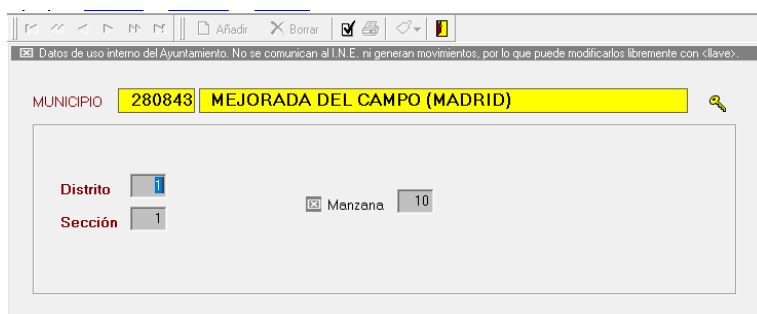 Añadir Borrar
Datos de uso interno del Ayuntamiento. No se comunican al I.N.E. ni generan movimientos, por lo que puede modificarlos libremente con <llave>.
MUNICIPIO 280843 MEJORADA DEL CAMPO (MADRID)
Distrito 1
Manzana 10
Sección 1